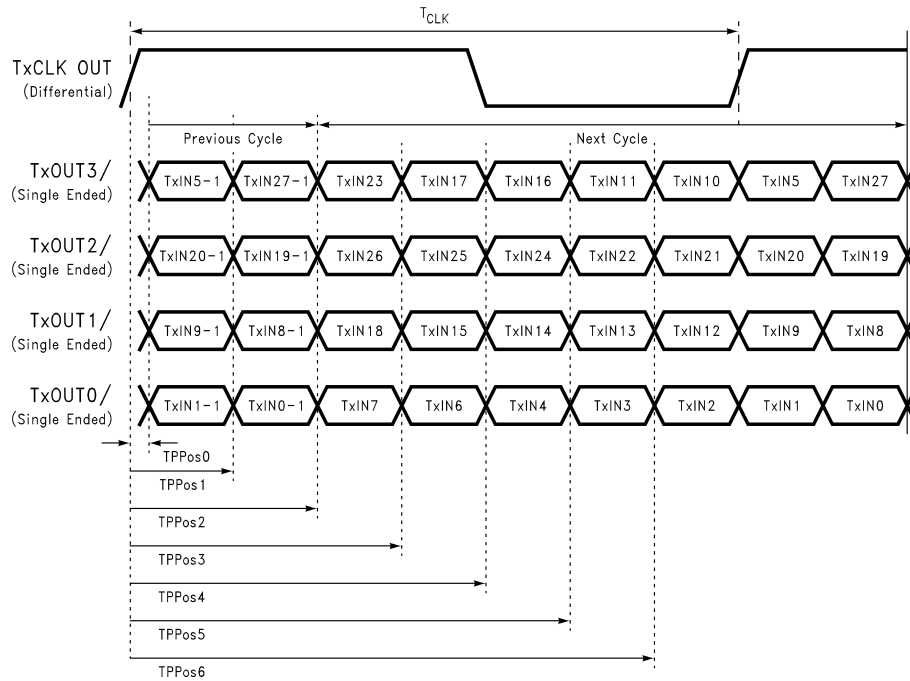 T_CLK
TxCLK OUT
(Differential)
Previous Cycle
Next Cycle
TxOUT3/
(Single Ended)
TxIN5-1 TxIN27-1 TxIN23 TxIN17 TxIN16 TxIN11 TxIN10 TxIN5 TxIN27
TxOUT2/
(Single Ended)
TxIN20-1 TxIN19-1 TxIN26 TxIN25 TxIN24 TxIN22 TxIN21 TxIN20 TxIN19
TxOUT1/
(Single Ended)
TxIN9-1 TxIN8-1 TxIN18 TxIN15 TxIN14 TxIN13 TxIN12 TxIN9 TxIN8
TxOUT0/
(Single Ended)
TxIN1-1 TxIN0-1 TxIN7 TxIN6 TxIN4 TxIN3 TxIN2 TxIN1 TxIN0
TPPos0
TPPos1
TPPos2
TPPos3
TPPos4
TPPos5
TPPos6